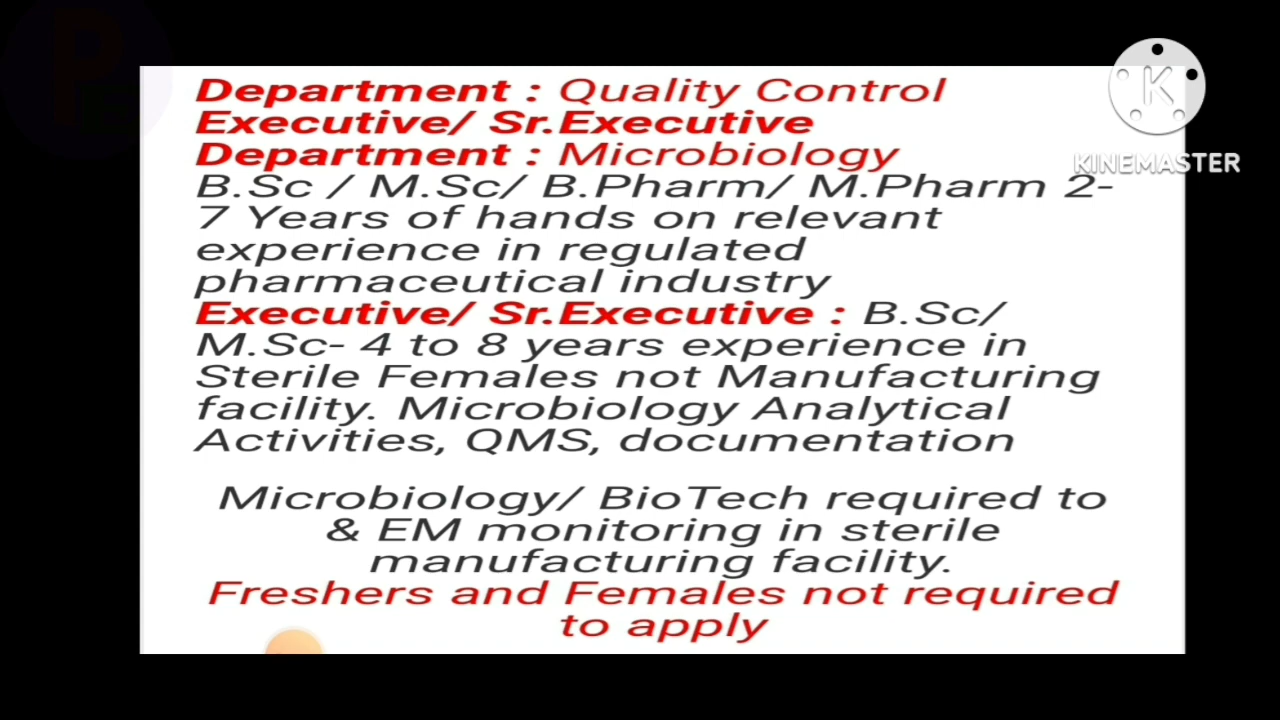 Department : Quality Control
Executive/ Sr.Executive
Department : Microbiology
B.Sc / M.Sc/ B.Pharm/ M.Pharm 2-
7 Years of hands on relevant
experience in regulated
pharmaceutical industry
Executive/ Sr.Executive : B.Sc/
M.Sc- 4 to 8 years experience in
Sterile Females not Manufacturing
facility. Microbiology Analytical
Activities, QMS, documentation
Microbiology/ BioTech required to
& EM monitoring in sterile
manufacturing facility.
Freshers and Females not required
to apply
K
KINEMASTER
P